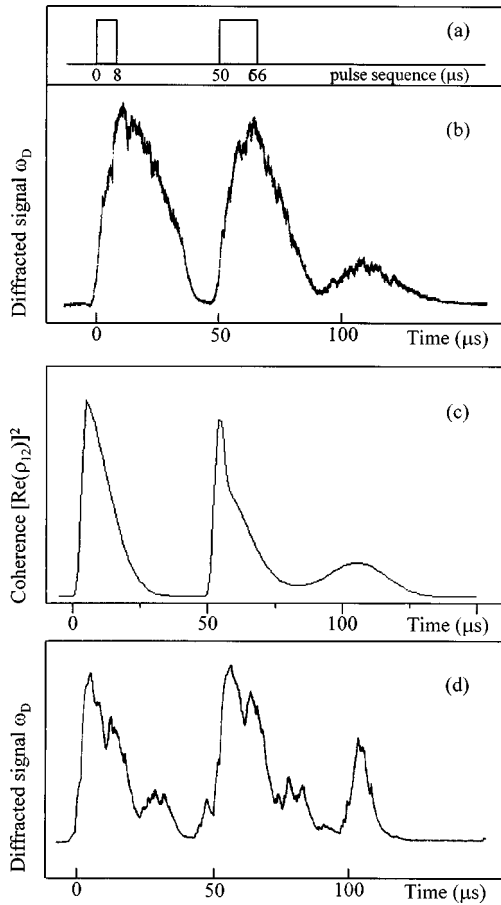 (a)
0 8 50 66 pulse sequence (μs)
(b)
Diffracted signal ω_D
0 50 100
Time (μs)
(c)
Coherence [Re(ρ₁₂)]²
0 50 100
Time (μs)
(d)
Diffracted signal ω_D
0 50 100 Time (μs)